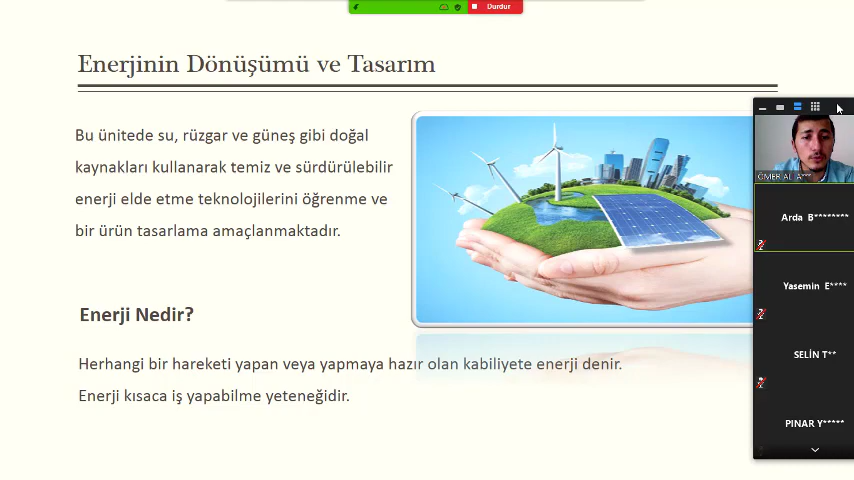 Durdur
Enerjinin Dönüşümü ve Tasarım
Bu ünitede su, rüzgar ve güneş gibi doğal
kaynakları kullanarak temiz ve sürdürülebilir
enerji elde etme teknolojilerini öğrenme ve
bir ürün tasarlama amaçlanmaktadır.
Enerji Nedir?
Herhangi bir hareketi yapan veya yapmaya hazır olan kabiliyete enerji denir.
Enerji kısaca iş yapabilme yeteneğidir.
ÖMER AL A***
Arda B********
Yasemin E****
SELİN T**
PINAR Y*****